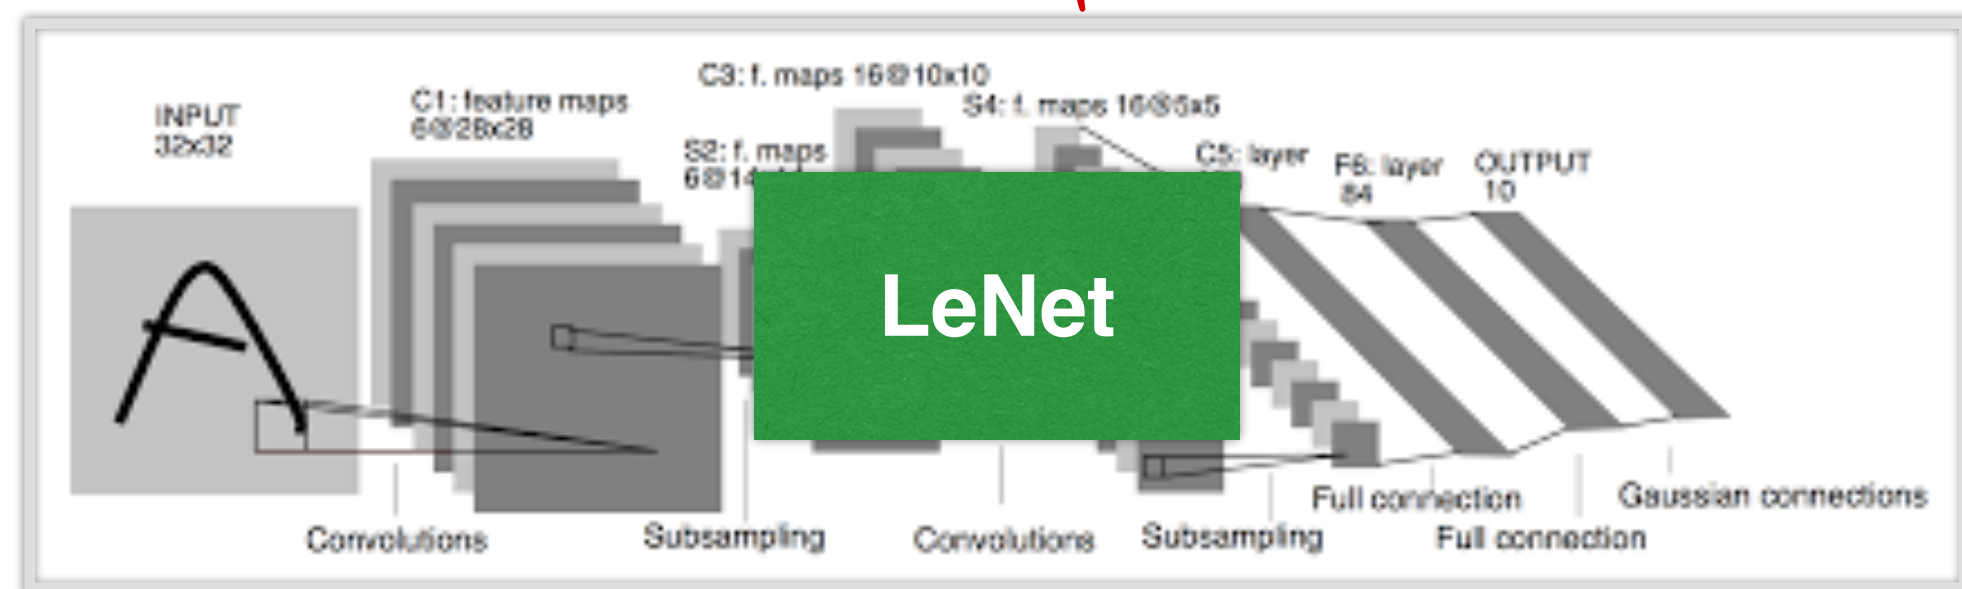 C3: f. maps 16@10x10
INPUT
32x32
C1: feature maps
6@28x28
S4: f. maps 16@5x5
S2: f. maps
C5: layer
F6: layer
84
OUTPUT
10
LeNet
Convolutions
Subsampling
Convolutions
Subsampling
Full connection
Full connection
Gaussian connections